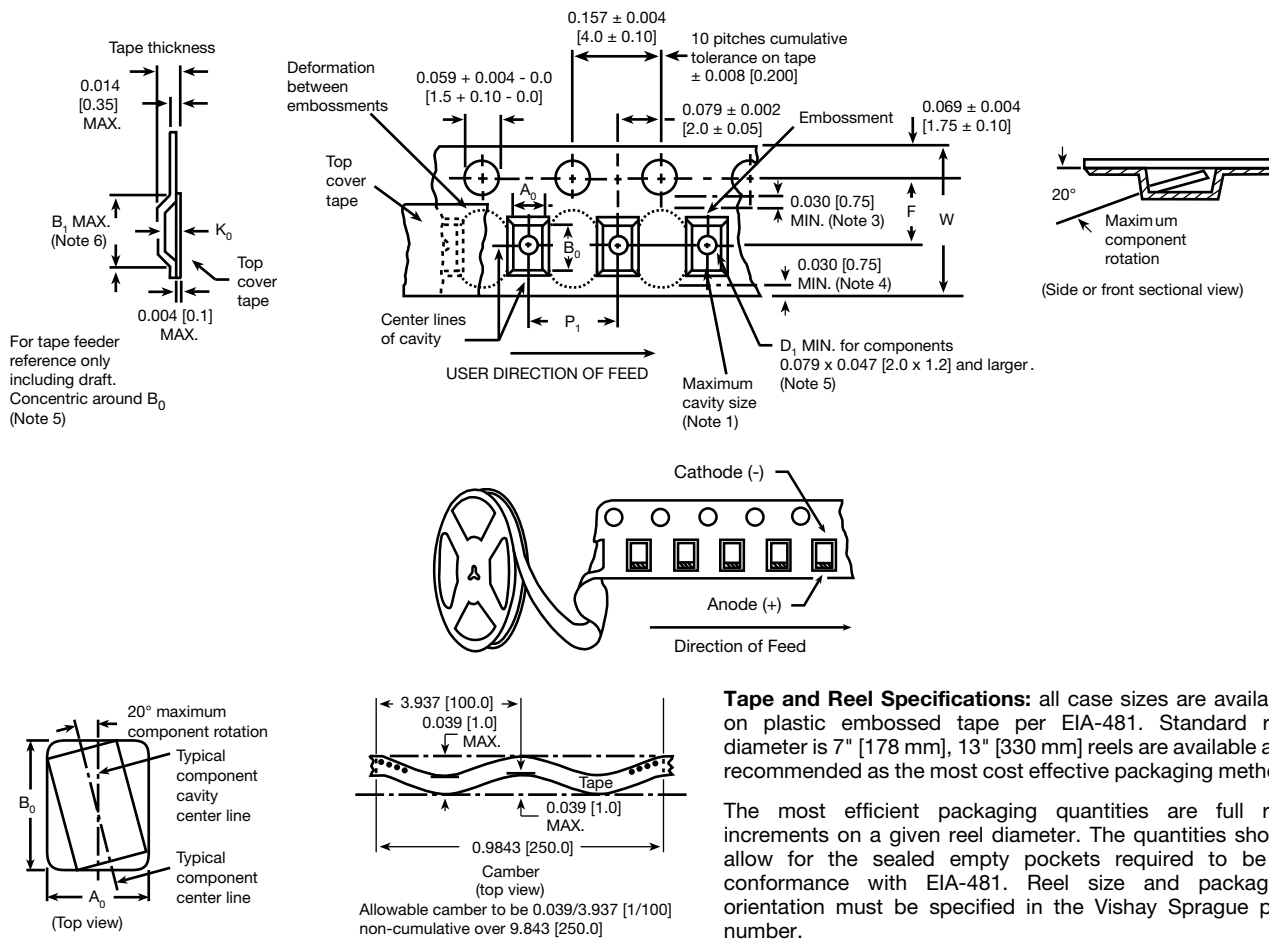 Tape thickness
0.014
[0.35]
MAX.
B1 MAX.
(Note 6)
K0
Top
cover
tape
0.004 [0.1]
MAX.
For tape feeder
reference only
including draft.
Concentric around B0
(Note 5)
Deformation
between
embossments
0.059 + 0.004 - 0.0
[1.5 + 0.10 - 0.0]
0.157 ± 0.004
[4.0 ± 0.10]
10 pitches cumulative
tolerance on tape
± 0.008 [0.200]
0.079 ± 0.002
[2.0 ± 0.05]
Embossment
0.069 ± 0.004
[1.75 ± 0.10]
Top
cover
tape
A0
B0
0.030 [0.75]
MIN. (Note 3)
F
W
0.030 [0.75]
MIN. (Note 4)
Center lines
of cavity
P1
USER DIRECTION OF FEED
Maximum
cavity size
(Note 1)
D1 MIN. for components
0.079 x 0.047 [2.0 x 1.2] and larger.
(Note 5)
20°
Maximum
component
rotation
(Side or front sectional view)
Cathode (-)
Anode (+)
Direction of Feed
20° maximum
component rotation
Typical
component
cavity
center line
B0
Typical
component
center line
A0
(Top view)
3.937 [100.0]
0.039 [1.0]
MAX.
Tape
0.039 [1.0]
MAX.
0.9843 [250.0]
Camber
(top view)
Allowable camber to be 0.039/3.937 [1/100]
non-cumulative over 9.843 [250.0]
Tape and Reel Specifications: all case sizes are availa
on plastic embossed tape per EIA-481. Standard r
diameter is 7" [178 mm], 13" [330 mm] reels are available a
recommended as the most cost effective packaging meth
The most efficient packaging quantities are full r
increments on a given reel diameter. The quantities sho
allow for the sealed empty pockets required to be
conformance with EIA-481. Reel size and packag
orientation must be specified in the Vishay Sprague p
number.